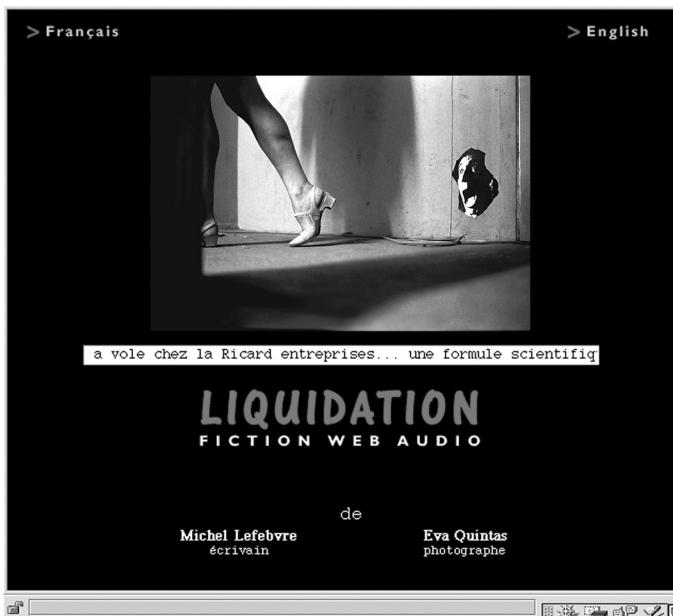 > Français
> English
a vole chez la Ricard entreprises... une formule scientifiq
LIQUIDATION
FICTION WEB AUDIO
de
Michel Lefebvre
écrivain
Eva Quintas
photographe